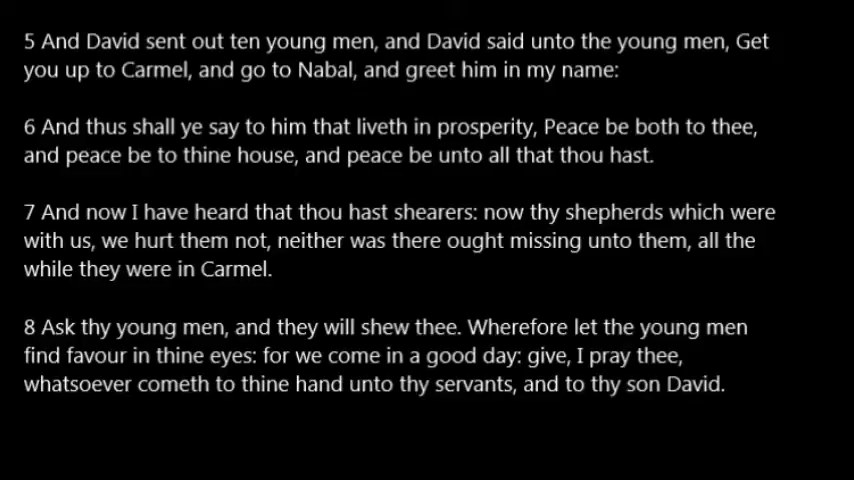 5 And David sent out ten young men, and David said unto the young men, Get
you up to Carmel, and go to Nabal, and greet him in my name:
6 And thus shall ye say to him that liveth in prosperity, Peace be both to thee,
and peace be to thine house, and peace be unto all that thou hast.
7 And now I have heard that thou hast shearers: now thy shepherds which were
with us, we hurt them not, neither was there ought missing unto them, all the
while they were in Carmel.
8 Ask thy young men, and they will shew thee. Wherefore let the young men
find favour in thine eyes: for we come in a good day: give, I pray thee,
whatsoever cometh to thine hand unto thy servants, and to thy son David.